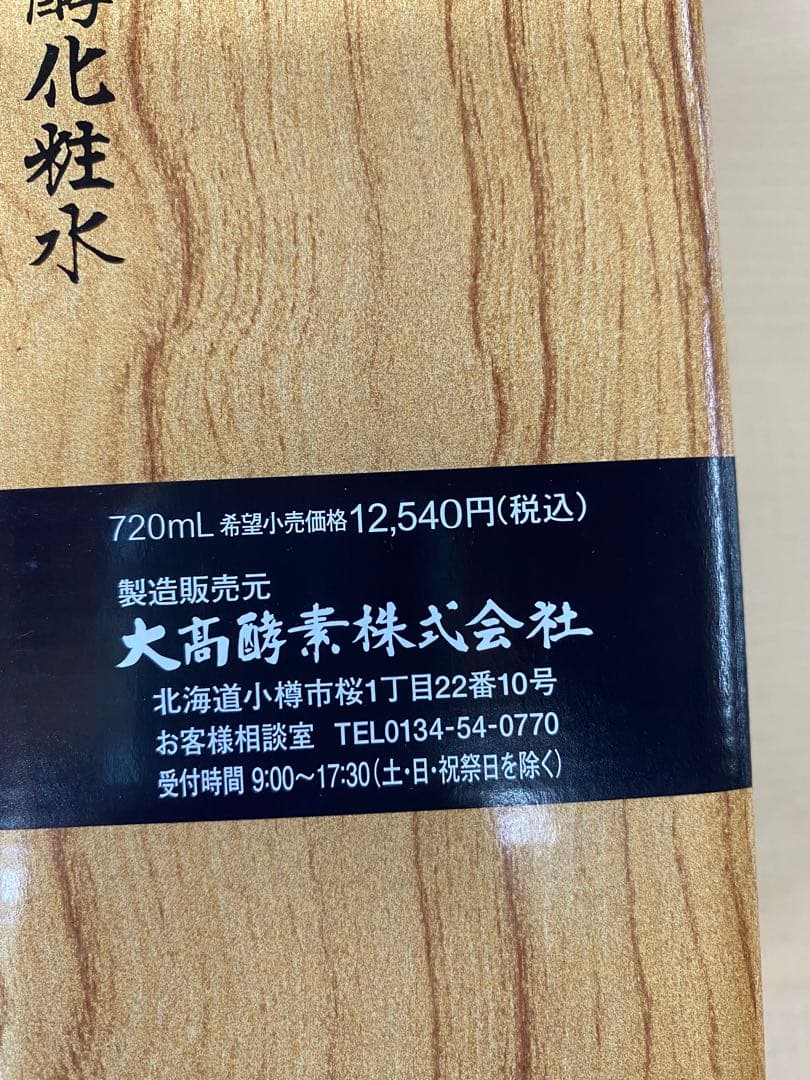 酵化粧水
720mL 希望小売価格12,540円(税込)
製造販売元
大高酵素株式会社
北海道小樽市桜1丁目22番10号
お客様相談室 TEL0134-54-0770
受付時間 9:00〜17:30(土・日・祝祭日を除く)